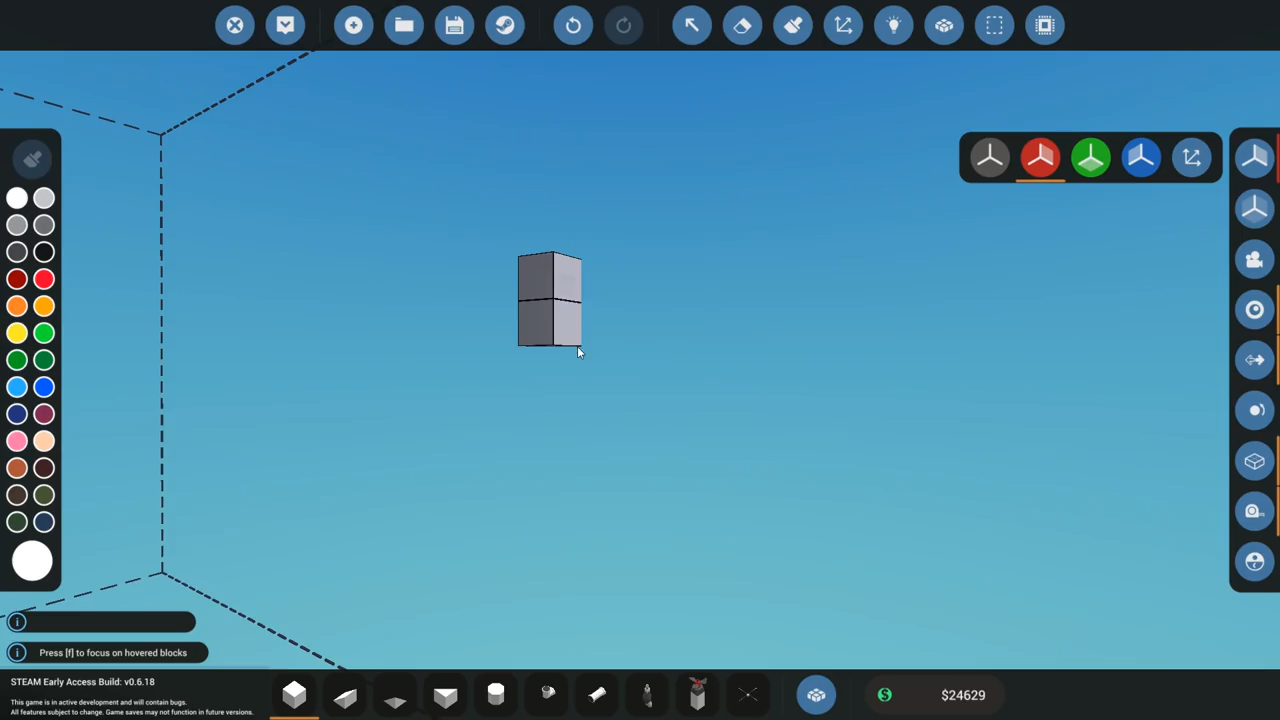 Press [f] to focus on hovered blocks
STEAM Early Access Build: v0.6.18
This game is in active development and will contain bugs.
All features subject to change. Game saves may not function in future versions.
$24629